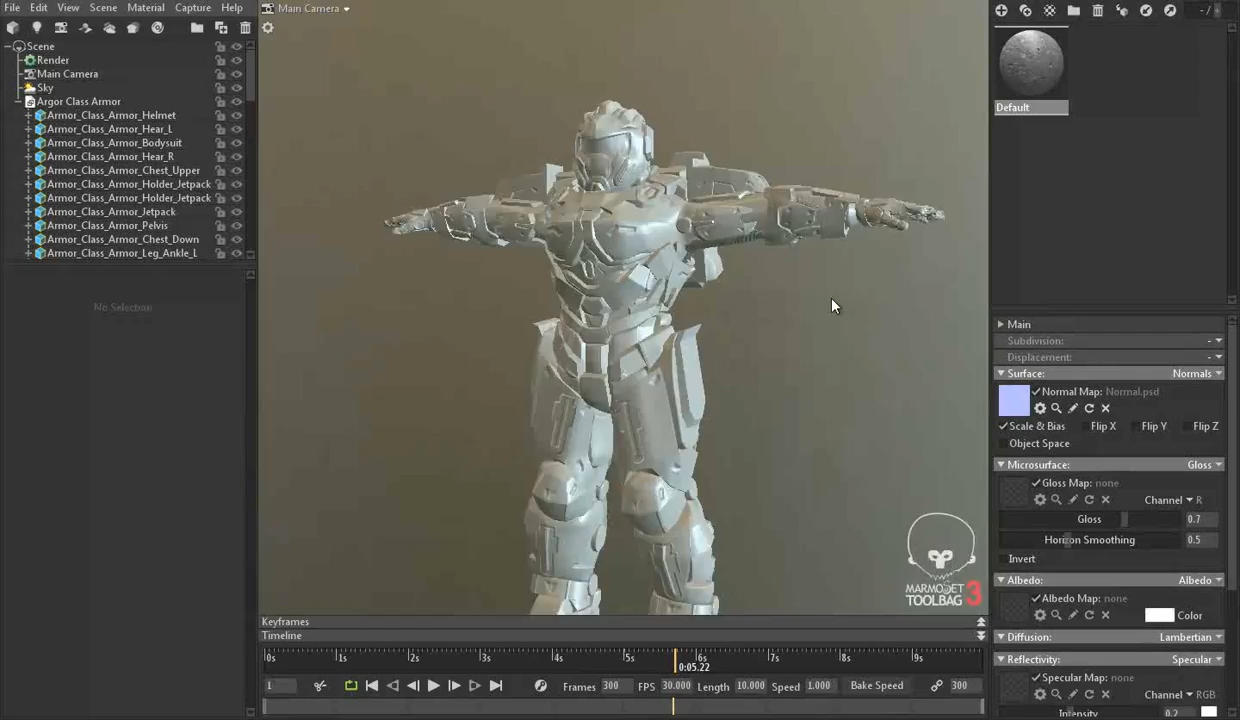 File Edit View Scene Material Capture Help
Main Camera
Scene
Render
Main Camera
Sky
Argor Class Armor
Armor_Class_Armor_Helmet
Armor_Class_Armor_Hear_L
Armor_Class_Armor_Bodysuit
Armor_Class_Armor_Hear_R
Armor_Class_Armor_Chest_Upper
Armor_Class_Armor_Holder_Jetpack
Armor_Class_Armor_Holder_Jetpack
Armor_Class_Armor_Jetpack
Armor_Class_Armor_Pelvis
Armor_Class_Armor_Chest_Down
Armor_Class_Armor_Leg_Ankle_L
No Selection
MARMOSET
TOOLBAG 3
Keyframes
Timeline
0s 1s 2s 3s 4s 5s 6s 7s 8s 9s
0:05.22
1 Frames 300 FPS 30.000 Length 10.000 Speed 1.000 Bake Speed 300
- /
Default
Main
Subdivision: -
Displacement: -
Surface: Normals
Normal Map: Normal.psd
Scale & Bias Flip X Flip Y Flip Z
Object Space
Microsurface: Gloss
Gloss Map: none
Channel R
Gloss 0.7
Horizon Smoothing 0.5
Invert
Albedo: Albedo
Albedo Map: none
Color
Diffusion: Lambertian
Reflectivity: Specular
Specular Map: none
Channel RGB
Intensity 0.2